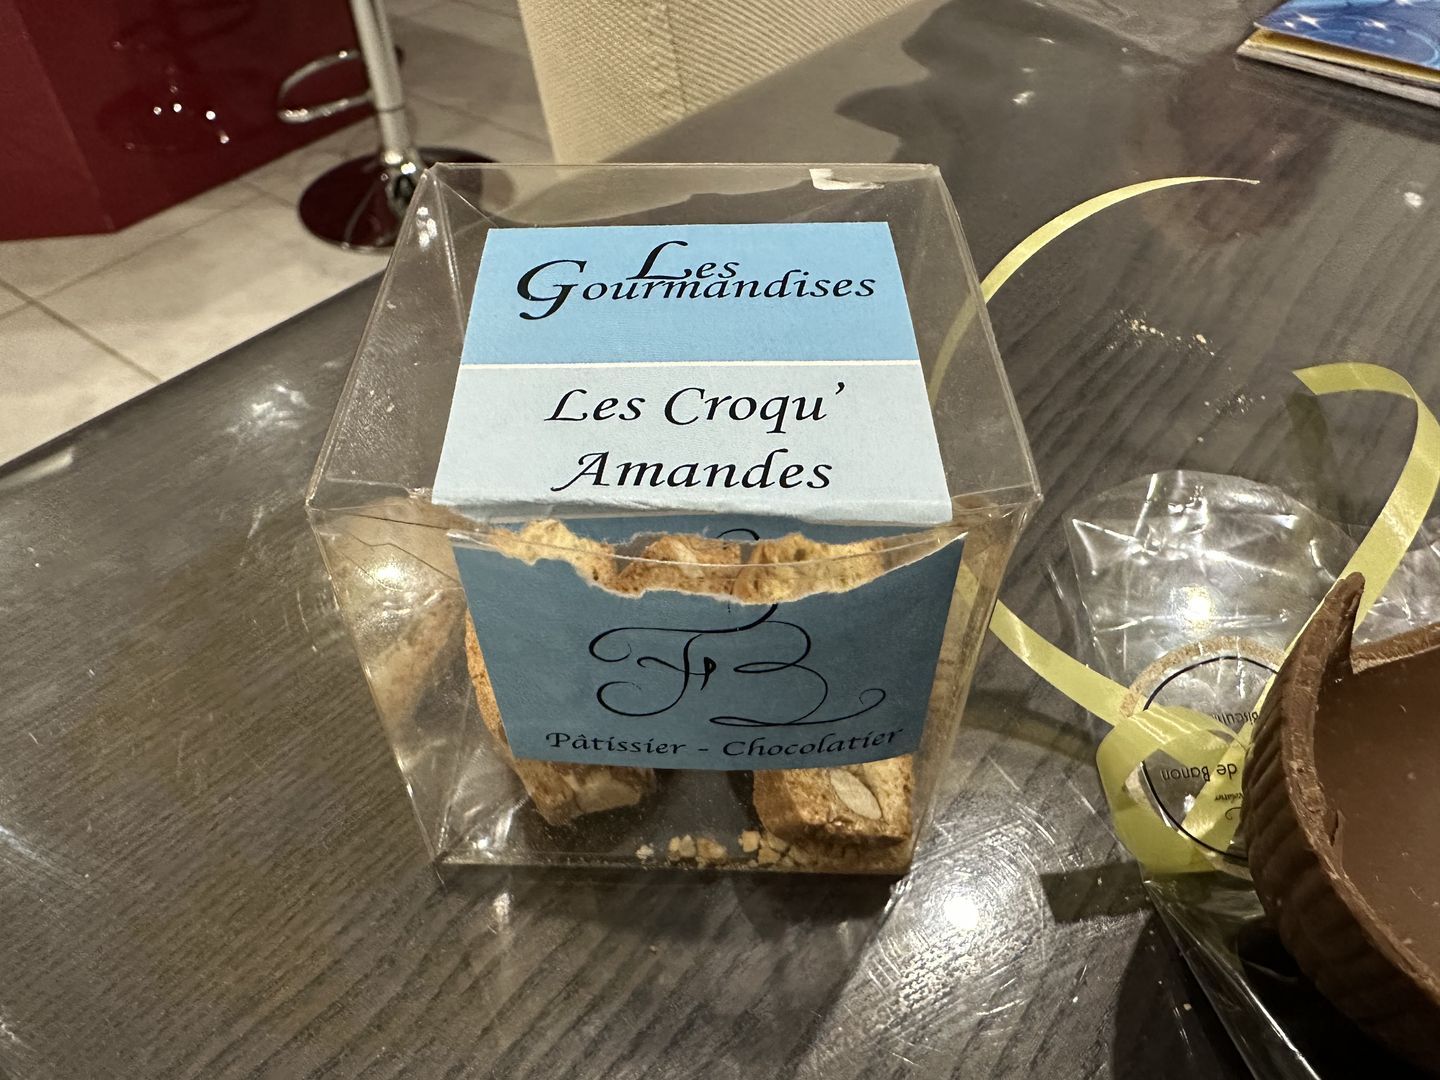 Les
Gourmandises
Les Croqu'
Amandes
FB
Pâtissier - Chocolatier
de Banon